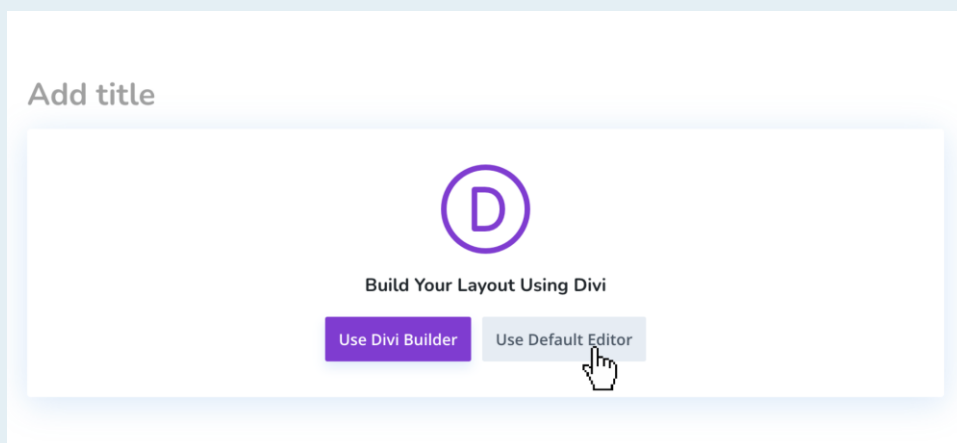 Add title
D
Build Your Layout Using Divi
Use Divi Builder Use Default Editor